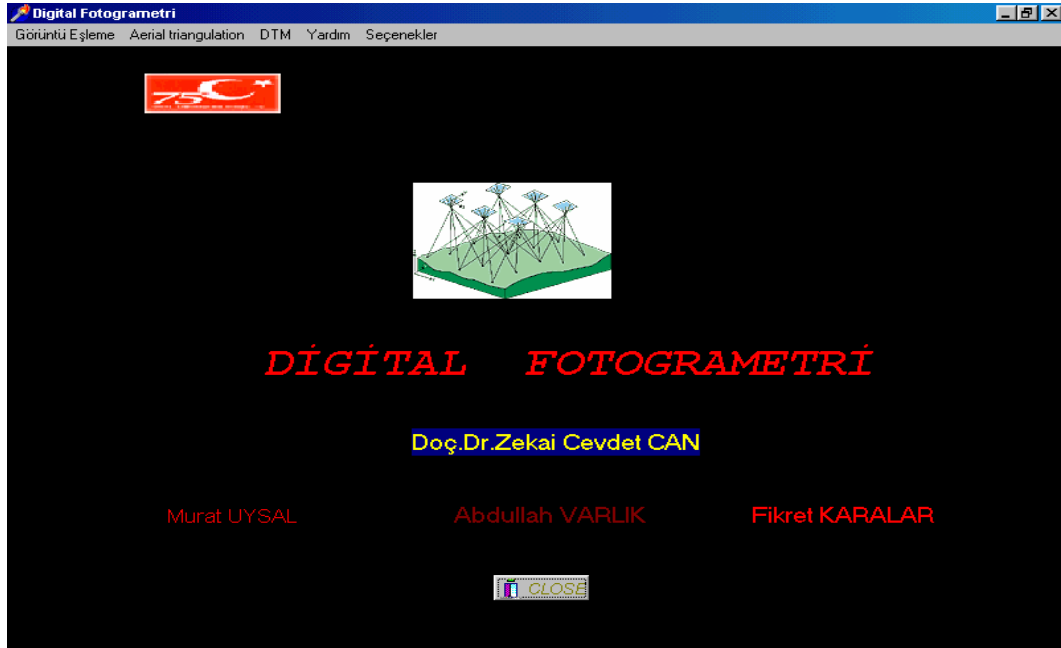 Digital Fotogrametri
Görüntü Eşleme Aerial triangulation DTM Yardım Seçenekler
75
DİGİTAL FOTOGRAMETRİ
Doç.Dr.Zekai Cevdet CAN
Murat UYSAL Abdullah VARLIK Fikret KARALAR
CLOSE